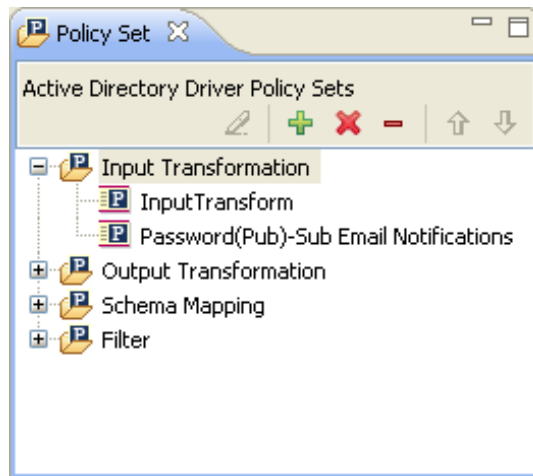 Policy Set
Active Directory Driver Policy Sets
Input Transformation
InputTransform
Password(Pub)-Sub Email Notifications
Output Transformation
Schema Mapping
Filter